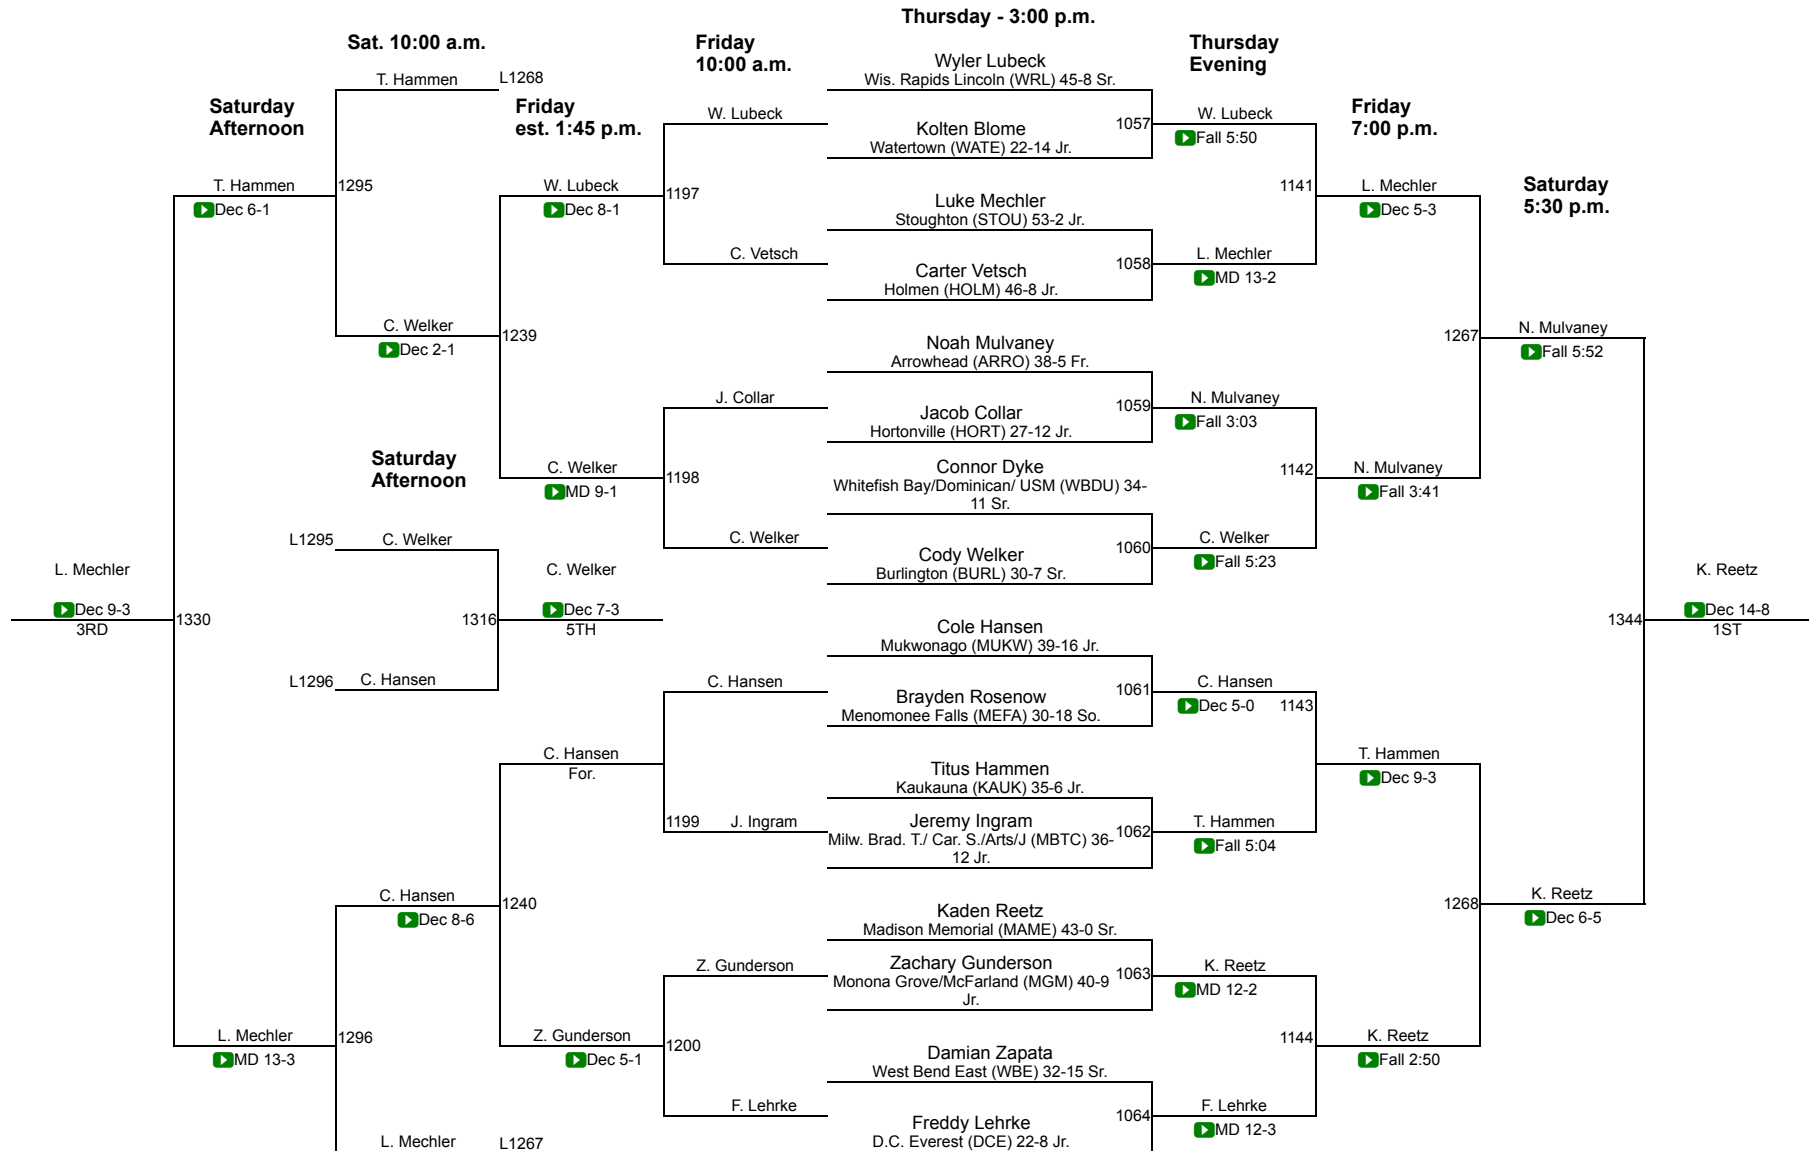 Thursday - 3:00 p.m.
Sat. 10:00 a.m.
Friday
10:00 a.m.
Thursday
Evening
Wyler Lubeck
Wis. Rapids Lincoln (WRL) 45-8 Sr.
T. Hammen
L1268
Saturday
Afternoon
Friday
est. 1:45 p.m.
Friday
7:00 p.m.
W. Lubeck
1057
W. Lubeck
Fall 5:50
Kolten Blome
Watertown (WATE) 22-14 Jr.
T. Hammen
Dec 6-1
1295
W. Lubeck
Dec 8-1
1197
Luke Mechler
Stoughton (STOU) 53-2 Jr.
1141
L. Mechler
Dec 5-3
Saturday
5:30 p.m.
C. Vetsch
1058
L. Mechler
MD 13-2
Carter Vetsch
Holmen (HOLM) 46-8 Jr.
C. Welker
Dec 2-1
1239
Noah Mulvaney
Arrowhead (ARRO) 38-5 Fr.
1267
N. Mulvaney
Fall 5:52
J. Collar
1059
N. Mulvaney
Fall 3:03
Jacob Collar
Hortonville (HORT) 27-12 Jr.
Saturday
Afternoon
C. Welker
MD 9-1
1198
Connor Dyke
Whitefish Bay/Dominican/ USM (WBDU) 34-
11 Sr.
1142
N. Mulvaney
Fall 3:41
L1295
C. Welker
C. Welker
1060
C. Welker
Fall 5:23
Cody Welker
Burlington (BURL) 30-7 Sr.
L. Mechler
Dec 9-3
3RD
1330
1316
C. Welker
Dec 7-3
5TH
1344
K. Reetz
Dec 14-8
1ST
Cole Hansen
Mukwonago (MUKW) 39-16 Jr.
L1296
C. Hansen
C. Hansen
1061
C. Hansen
Dec 5-0
1143
Brayden Rosenow
Menomonee Falls (MEFA) 30-18 So.
C. Hansen
For.
Titus Hammen
Kaukauna (KAUK) 35-6 Jr.
T. Hammen
Dec 9-3
1199
J. Ingram
Jeremy Ingram
Milw. Brad. T./ Car. S./Arts/J (MBTC) 36-
12 Jr.
1062
T. Hammen
Fall 5:04
C. Hansen
Dec 8-6
1240
Kaden Reetz
Madison Memorial (MAME) 43-0 Sr.
1268
K. Reetz
Dec 6-5
Z. Gunderson
Zachary Gunderson
Monona Grove/McFarland (MGM) 40-9
Jr.
1063
K. Reetz
MD 12-2
L. Mechler
MD 13-3
1296
Z. Gunderson
Dec 5-1
1200
Damian Zapata
West Bend East (WBE) 32-15 Sr.
1144
K. Reetz
Fall 2:50
F. Lehrke
1064
F. Lehrke
MD 12-3
Freddy Lehrke
D.C. Everest (DCE) 22-8 Jr.
L. Mechler
L1267